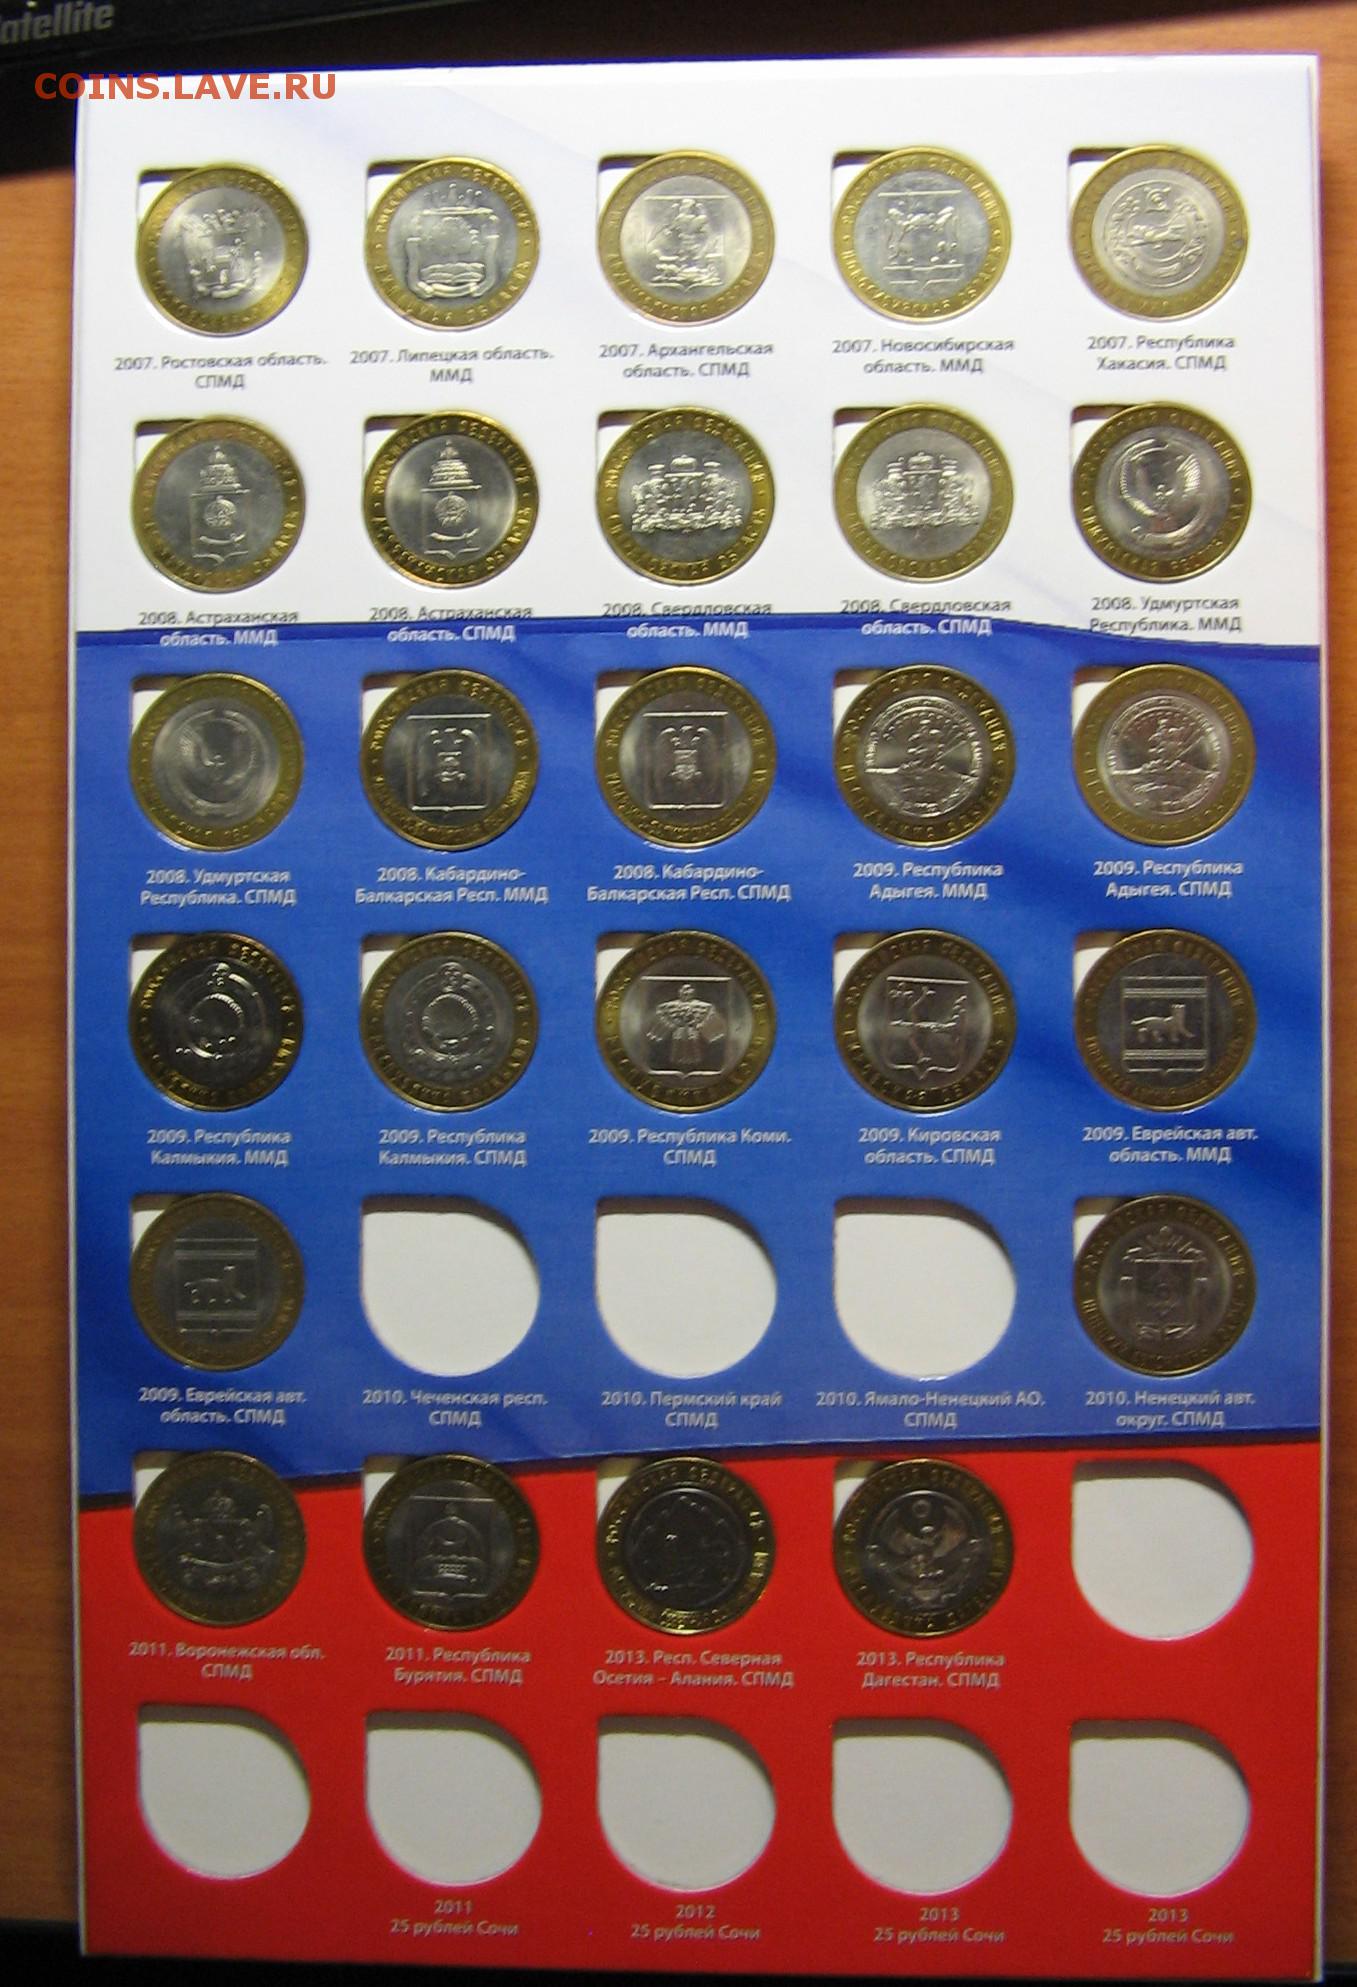 atellite
COINS.LAVE.RU
2007. Ростовская область.
СПМД
2007. Липецкая область.
ММД
2007. Архангельская
область. СПМД
2007. Новосибирская
область. ММД
2007. Республика
Хакасия. СПМД
2008. Астраханская
область. ММД
2008. Астраханская
область. СПМД
2008. Свердловская
область. ММД
2008. Свердловская
область. СПМД
2008. Удмуртская
Республика. ММД
2008. Удмуртская
Республика. СПМД
2008. Кабардино-
Балкарская Респ. ММД
2008. Кабардино-
Балкарская Респ. СПМД
2009. Республика
Адыгея. ММД
2009. Республика
Адыгея. СПМД
2009. Республика
Калмыкия. ММД
2009. Республика
Калмыкия. СПМД
2009. Республика Коми.
СПМД
2009. Кировская
область. СПМД
2009. Еврейская авт.
область. ММД
2009. Еврейская авт.
область. СПМД
2010. Чеченская респ.
СПМД
2010. Пермский край
СПМД
2010. Ямало-Ненецкий АО.
СПМД
2010. Ненецкий авт.
округ. СПМД
2011. Воронежская обл.
СПМД
2011. Республика
Бурятия. СПМД
2013. Респ. Северная
Осетия – Алания. СПМД
2013. Республика
Дагестан. СПМД
2011
25 рублей Сочи
2012
25 рублей Сочи
2013
25 рублей Сочи
2013
25 рублей Сочи